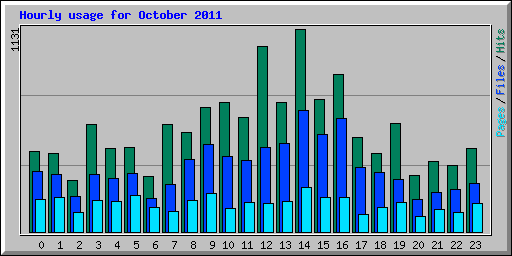 Hourly usage for October 2011
1131
Pages / Files / Hits
0 1 2 3 4 5 6 7 8 9 10 11 12 13 14 15 16 17 18 19 20 21 22 23